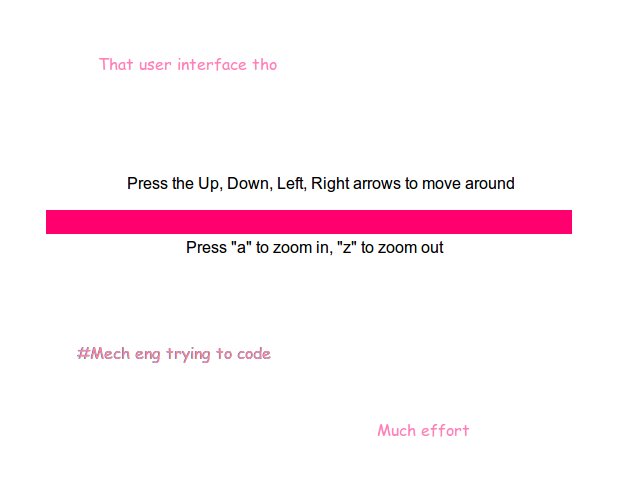 That user interface tho
Press the Up, Down, Left, Right arrows to move around
Press "a" to zoom in, "z" to zoom out
#Mech eng trying to code
Much effort